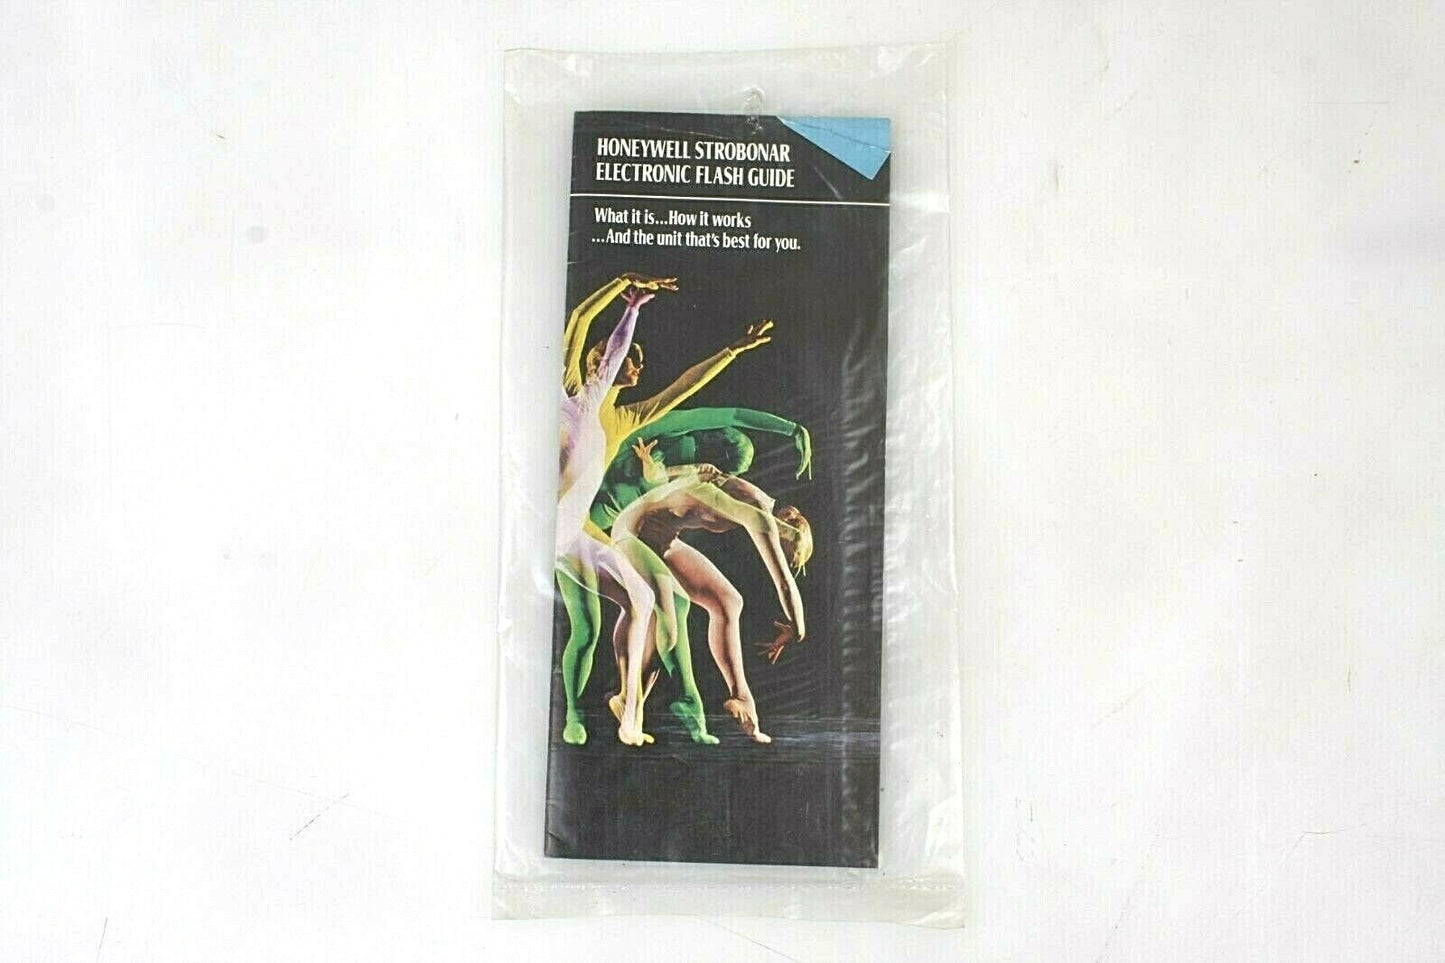 HONEYWELL STROBONAR
ELECTRONIC FLASH GUIDE
What it is...How it works
...And the unit that's best for you.